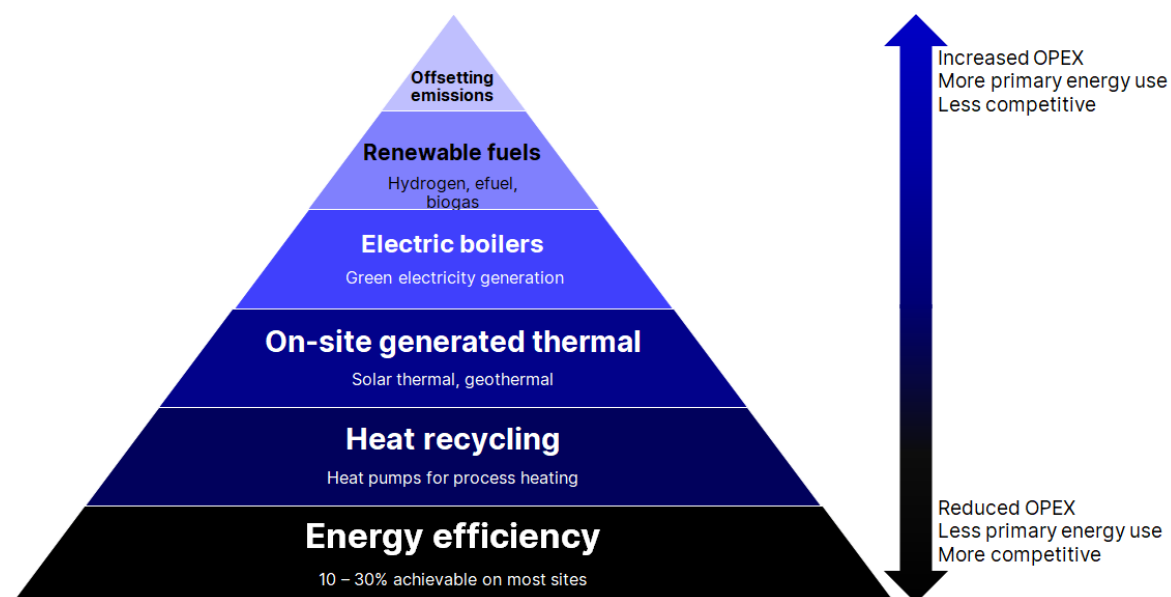 Offsetting
emissions
Renewable fuels
Hydrogen, efuel,
biogas
Electric boilers
Green electricity generation
On-site generated thermal
Solar thermal, geothermal
Heat recycling
Heat pumps for process heating
Energy efficiency
10 – 30% achievable on most sites
Increased OPEX
More primary energy use
Less competitive
Reduced OPEX
Less primary energy use
More competitive